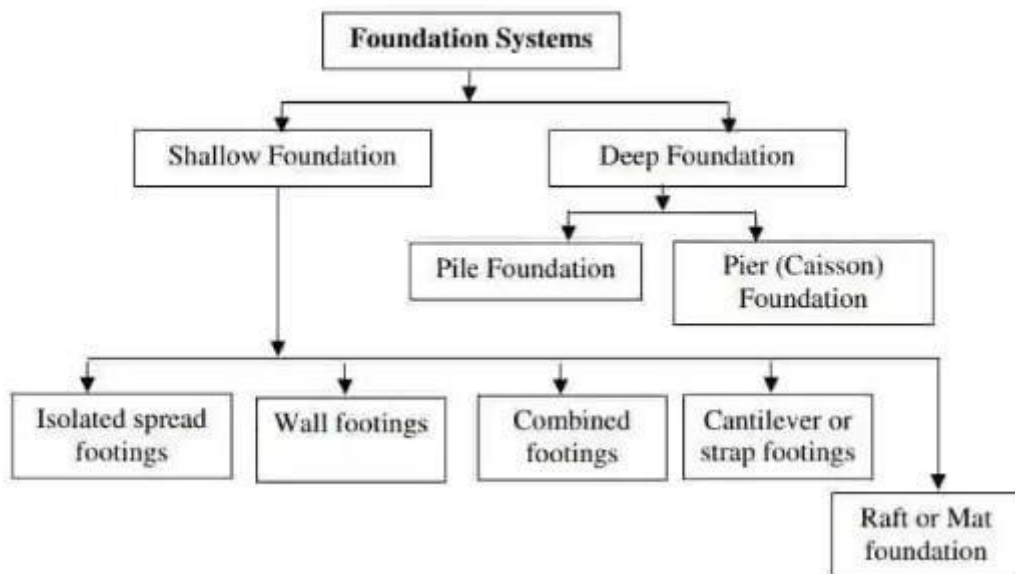 Foundation Systems
Shallow Foundation
Deep Foundation
Pile Foundation
Pier (Caisson)
Foundation
Isolated spread
footings
Wall footings
Combined
footings
Cantilever or
strap footings
Raft or Mat
foundation